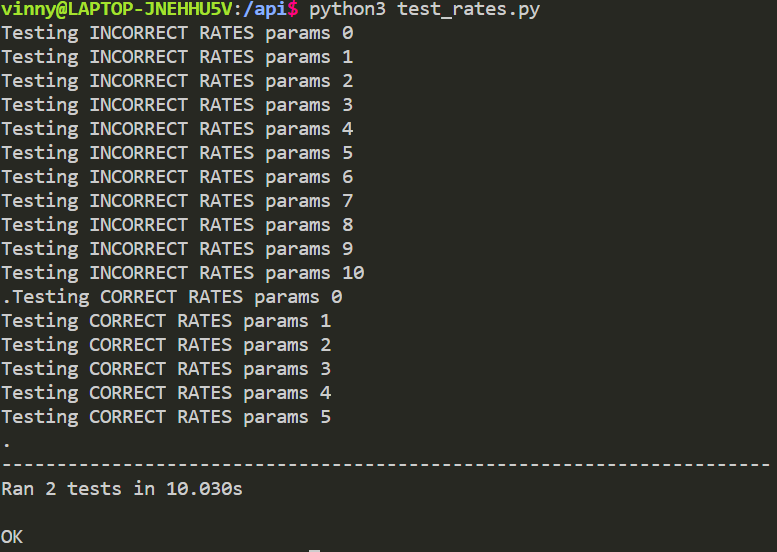 vinny@LAPTOP-JNEHHU5V:/api$ python3 test_rates.py
Testing INCORRECT RATES params 0
Testing INCORRECT RATES params 1
Testing INCORRECT RATES params 2
Testing INCORRECT RATES params 3
Testing INCORRECT RATES params 4
Testing INCORRECT RATES params 5
Testing INCORRECT RATES params 6
Testing INCORRECT RATES params 7
Testing INCORRECT RATES params 8
Testing INCORRECT RATES params 9
Testing INCORRECT RATES params 10
.Testing CORRECT RATES params 0
Testing CORRECT RATES params 1
Testing CORRECT RATES params 2
Testing CORRECT RATES params 3
Testing CORRECT RATES params 4
Testing CORRECT RATES params 5
.
----------------------------------------------------------------------
Ran 2 tests in 10.030s
OK